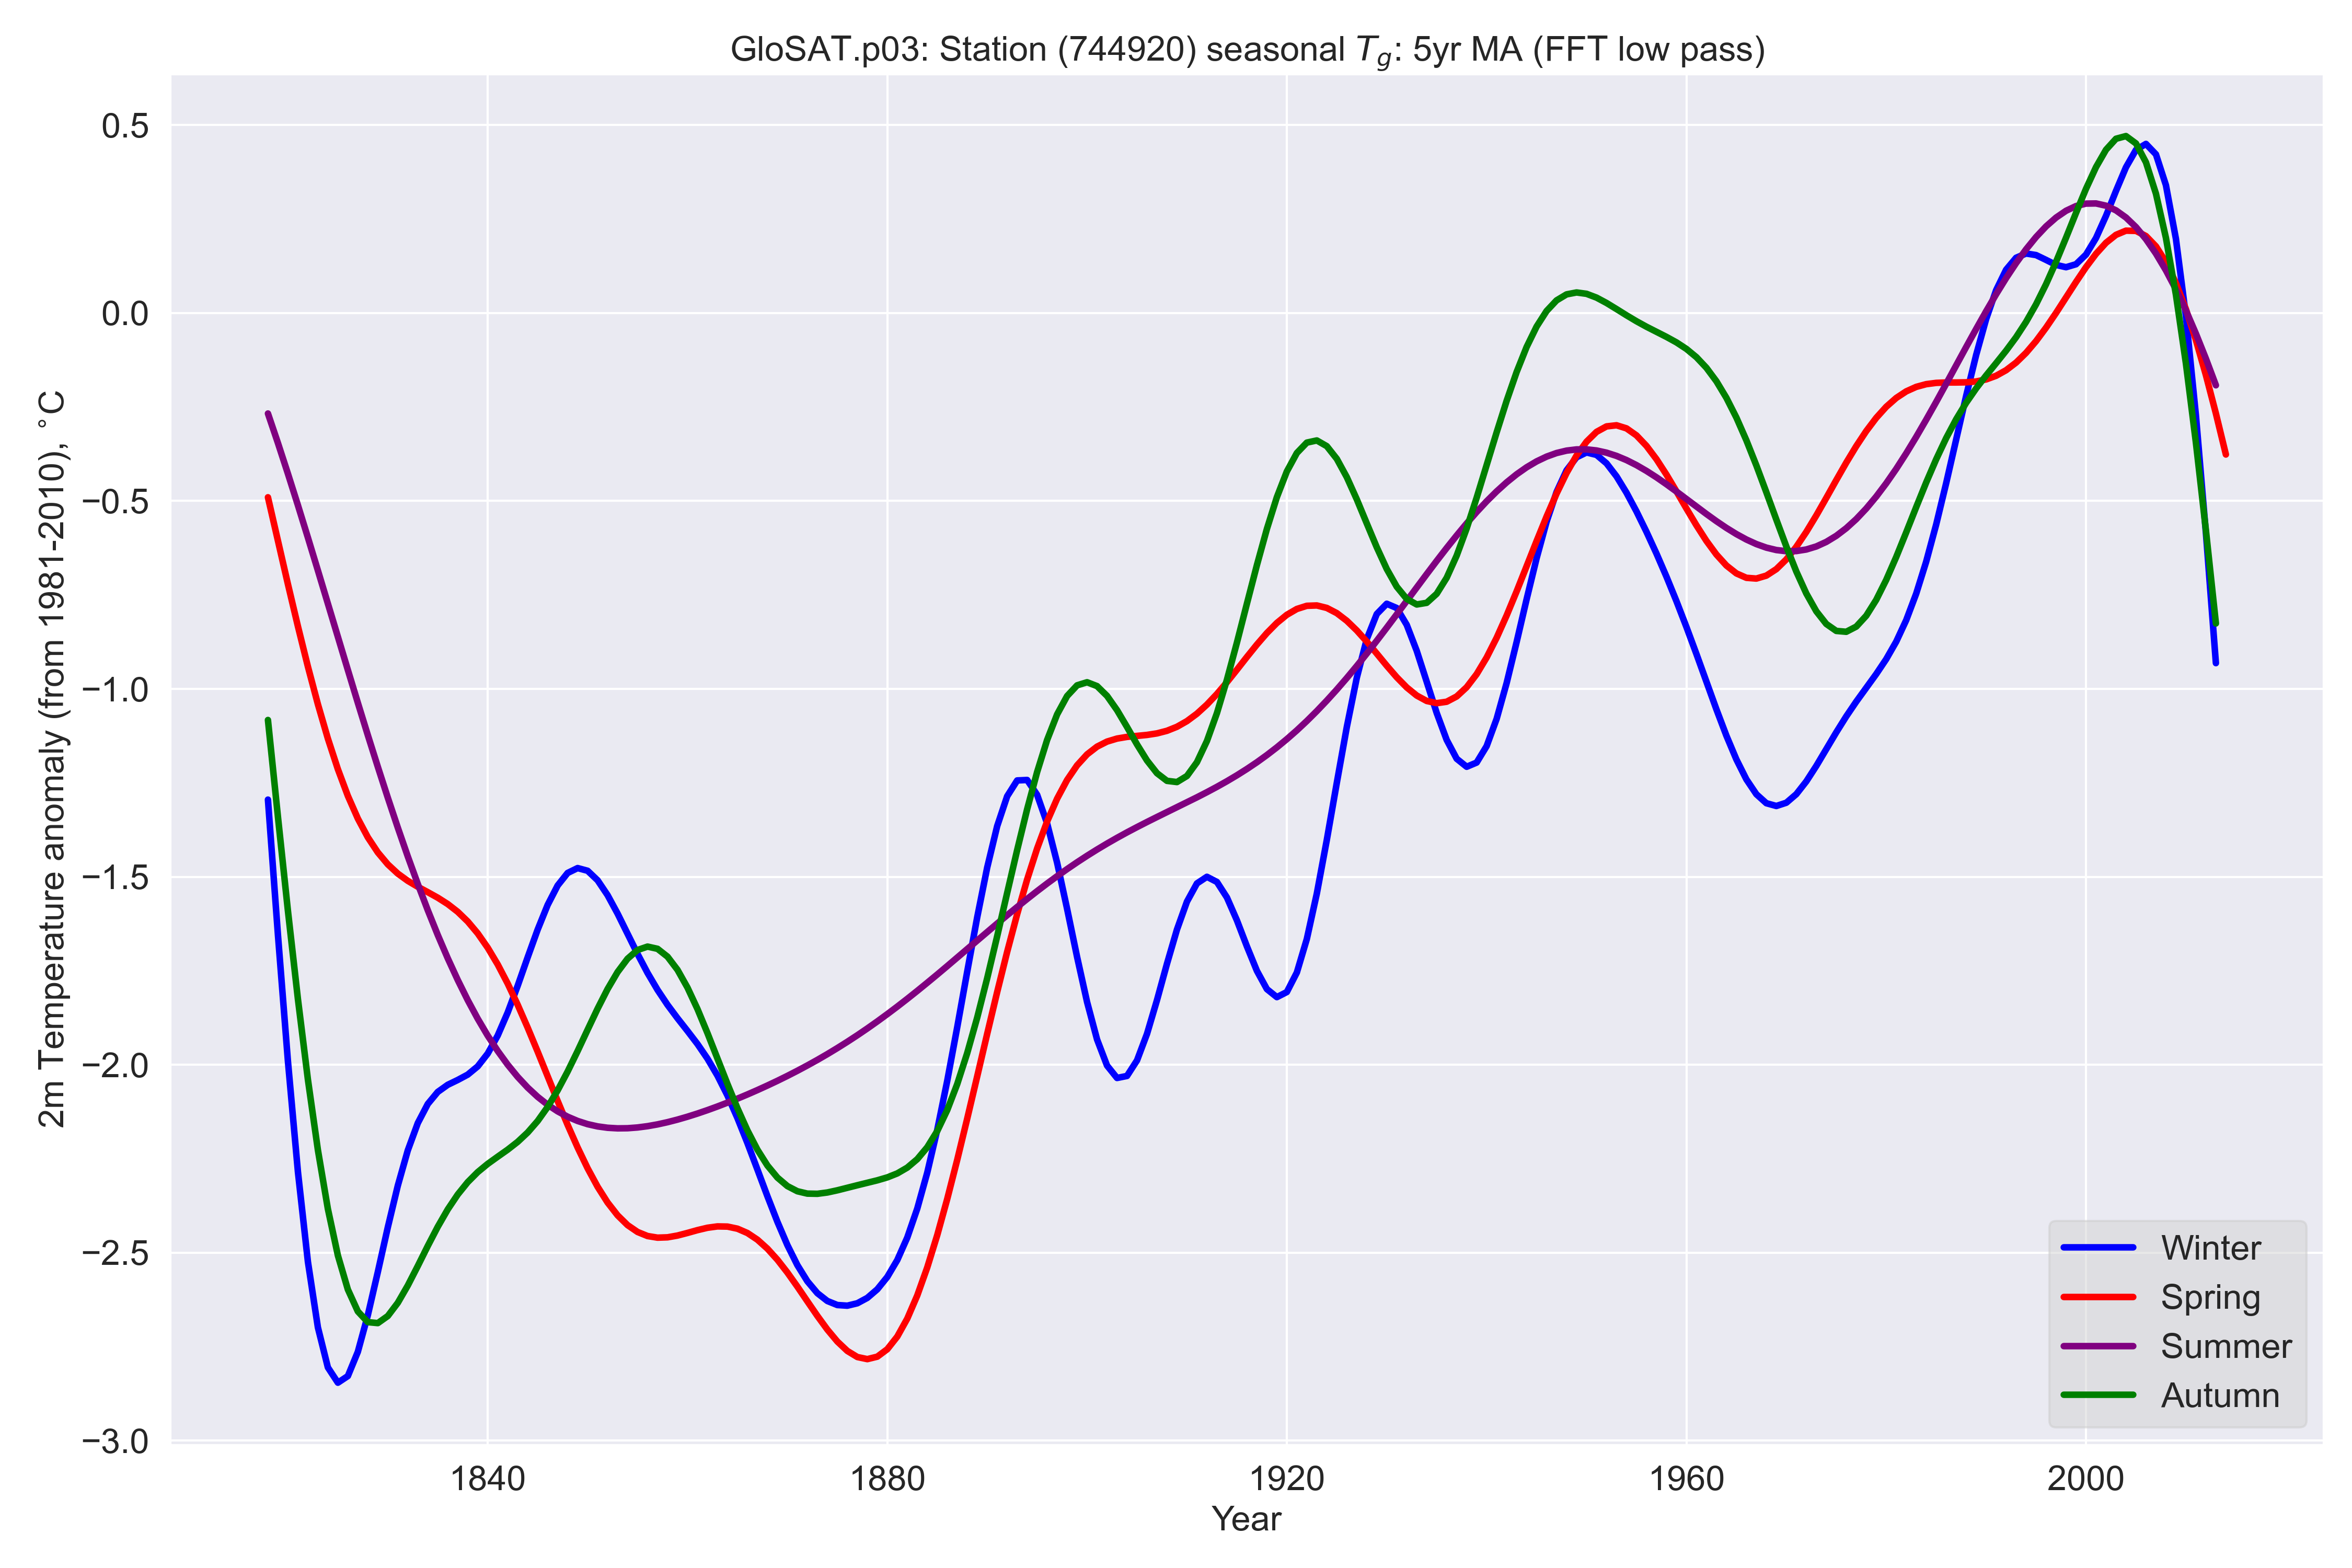 GloSAT.p03: Station (744920) seasonal Tg: 5yr MA (FFT low pass)
2m Temperature anomaly (from 1981-2010), °C
0.5
0.0
−0.5
−1.0
−1.5
−2.0
−2.5
−3.0
1840 1880 1920 1960 2000
Year
Winter
Spring
Summer
Autumn